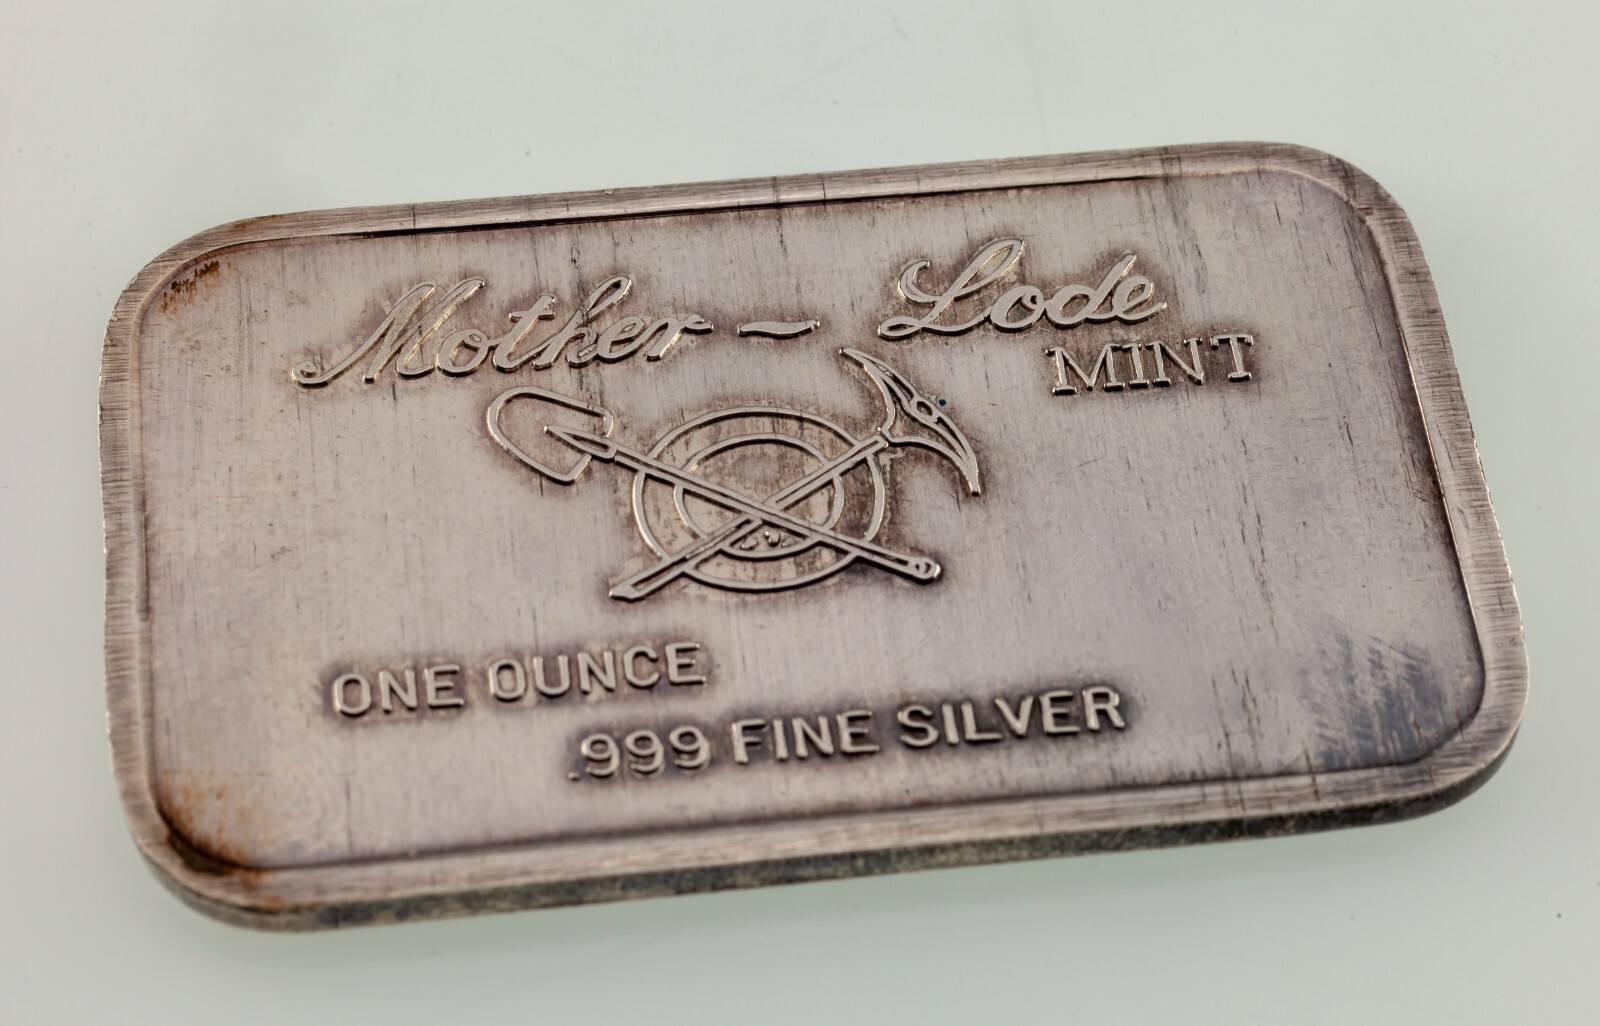 Mother ~ Lode
MINT
ONE OUNCE
.999 FINE SILVER